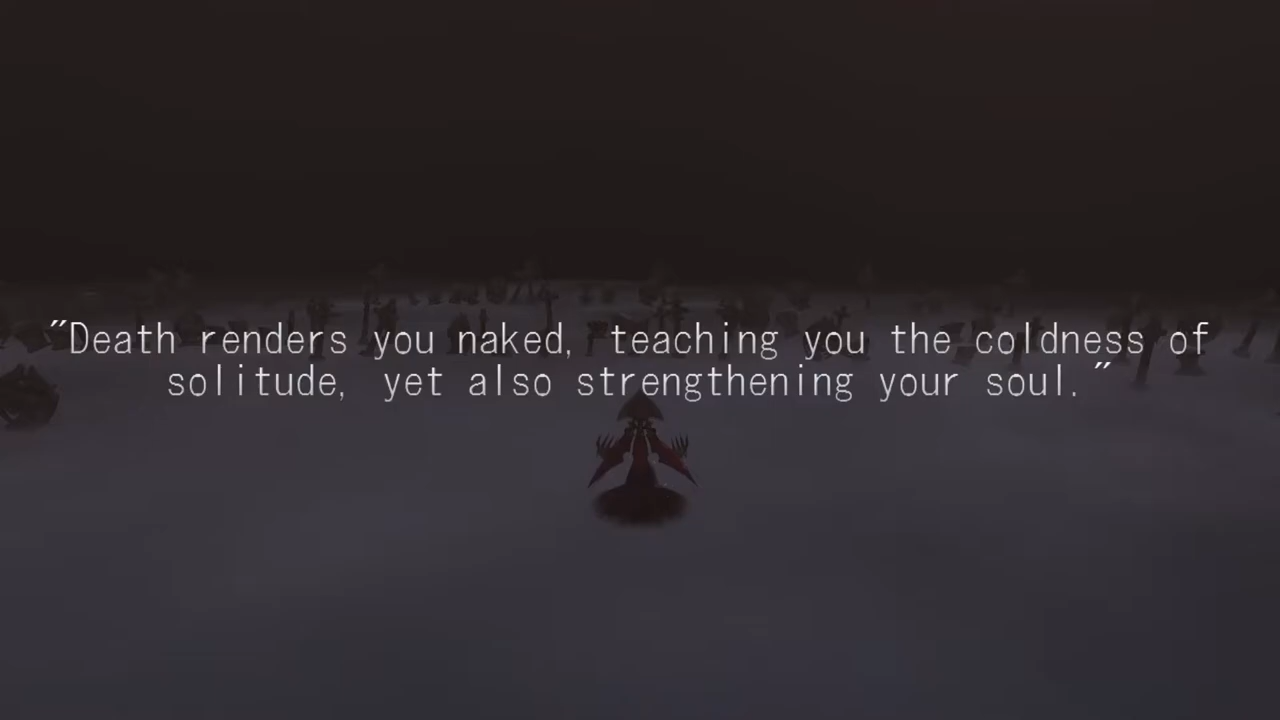 "Death renders you naked, teaching you the coldness of
solitude, yet also strengthening your soul."